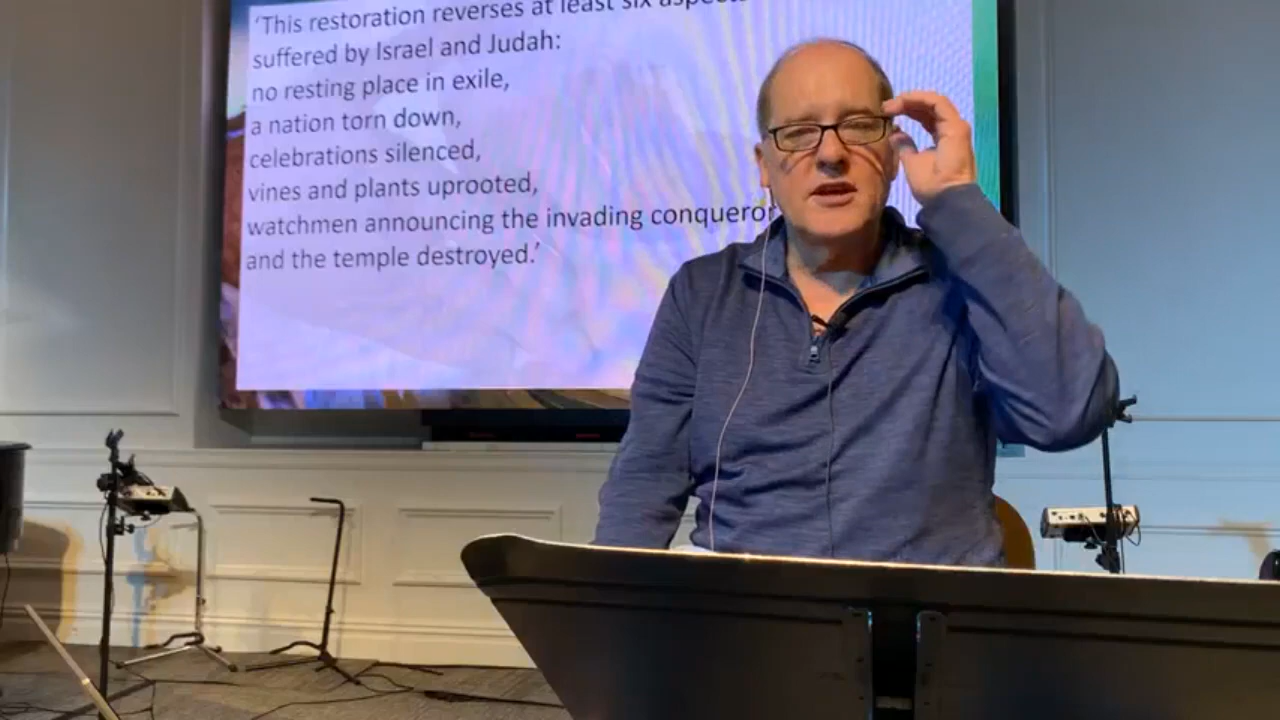 ‘This restoration reverses at least six aspects
suffered by Israel and Judah:
no resting place in exile,
a nation torn down,
celebrations silenced,
vines and plants uprooted,
watchmen announcing the invading conqueror
and the temple destroyed.’